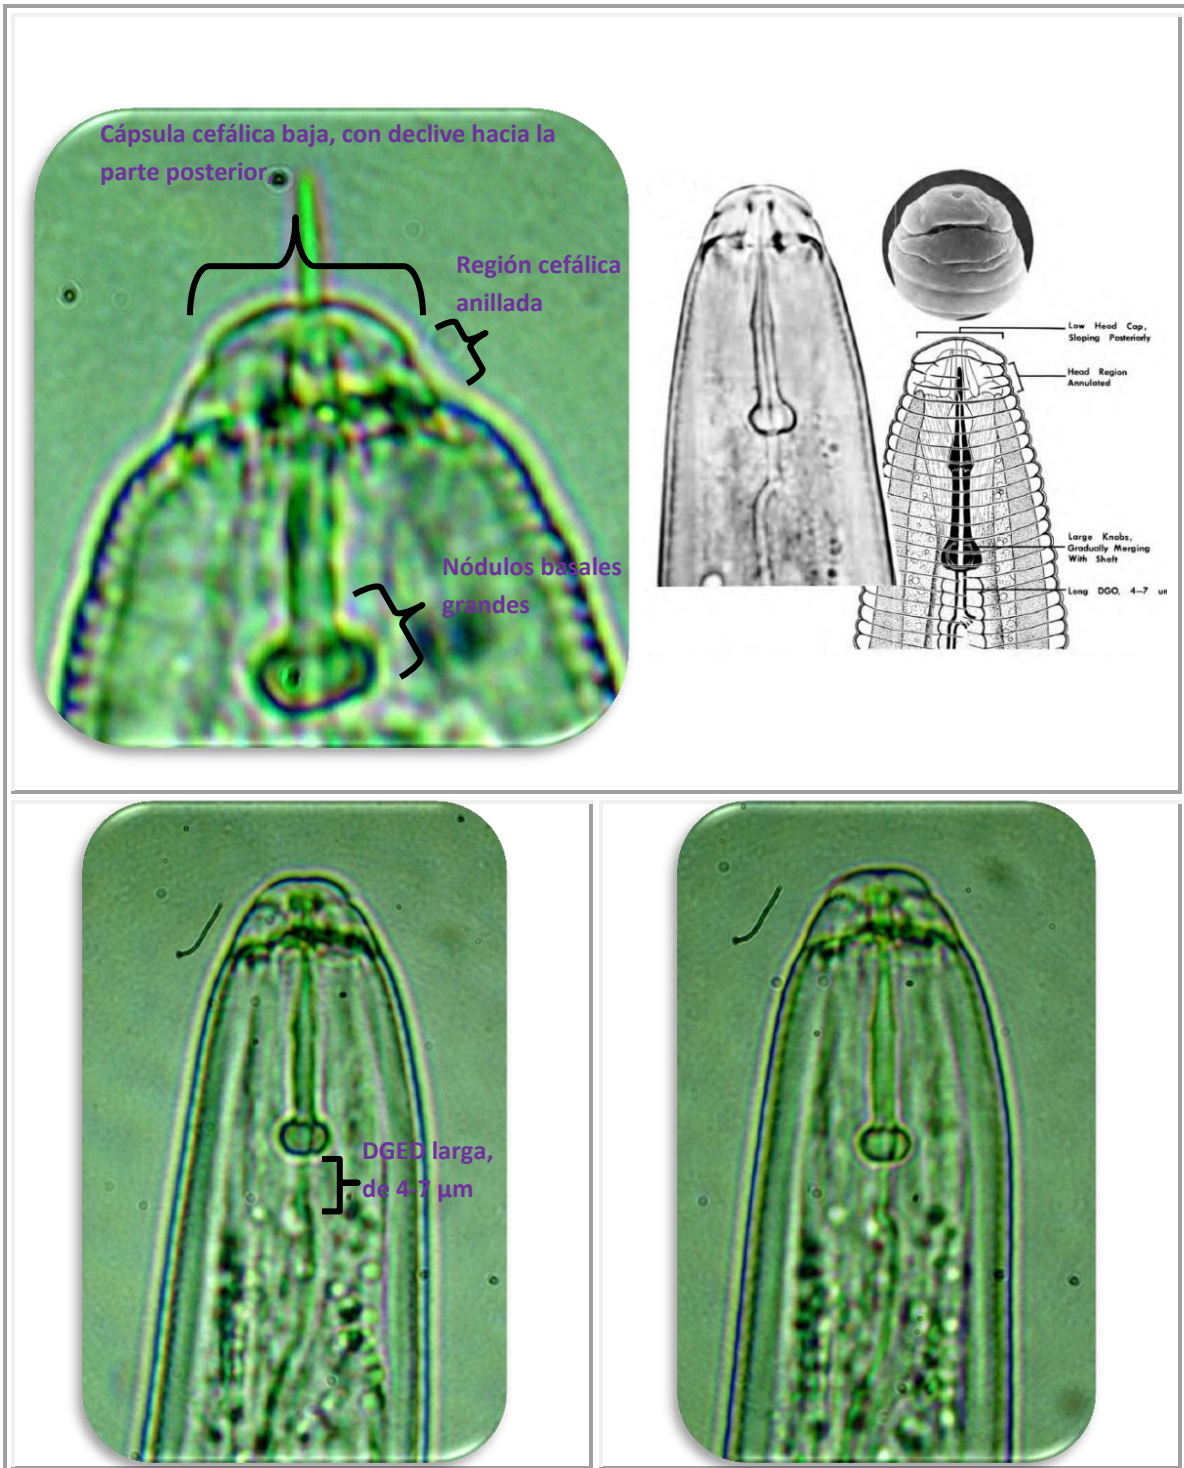 Cápsula cefálica baja, con declive hacia la
parte posterior,
Región cefálica
anillada
Nódulos basales
grandes
Low Head Cap,
Sloping Posteriorly
Head Region
Annulated
Large Knobs,
Gradually Merging
With Shaft
Long DGO, 4–7 um
DGED larga,
de 4-7 µm